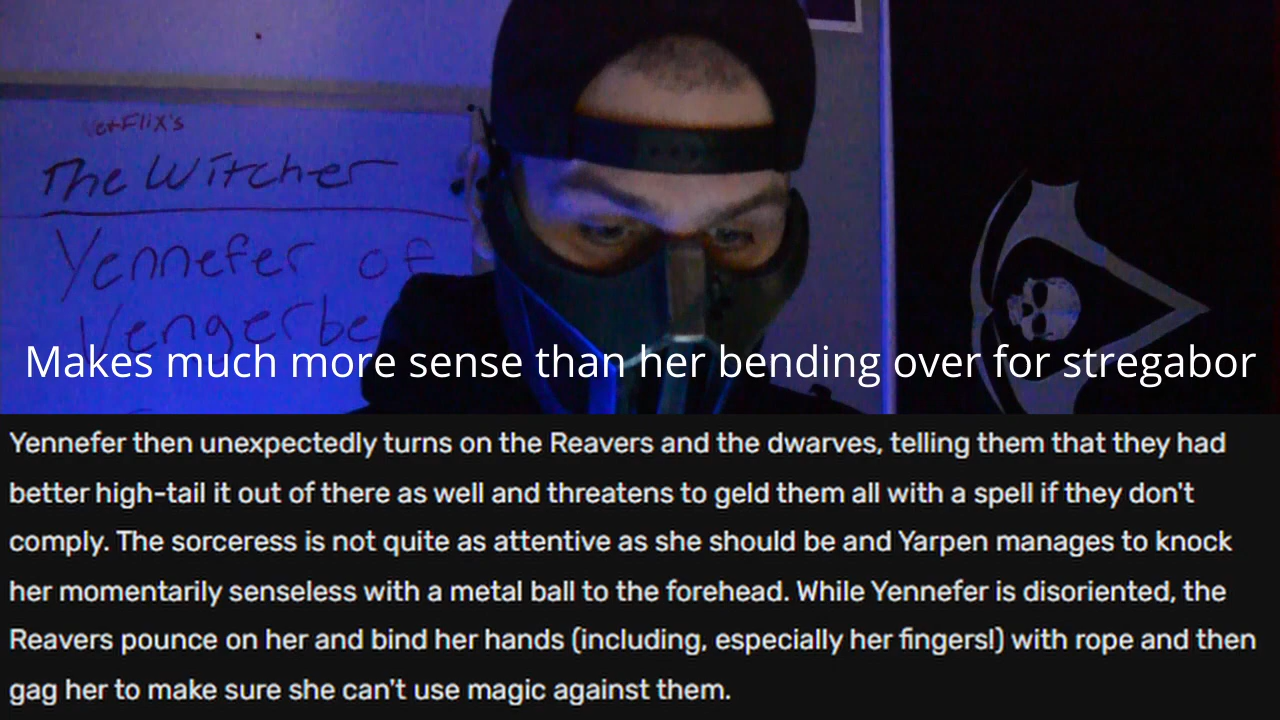 NetFlix's
The Witcher
Yennefer of
Vengerbe
Makes much more sense than her bending over for stregabor
Yennefer then unexpectedly turns on the Reavers and the dwarves, telling them that they had
better high-tail it out of there as well and threatens to geld them all with a spell if they don't
comply. The sorceress is not quite as attentive as she should be and Yarpen manages to knock
her momentarily senseless with a metal ball to the forehead. While Yennefer is disoriented, the
Reavers pounce on her and bind her hands (including, especially her fingers!) with rope and then
gag her to make sure she can't use magic against them.